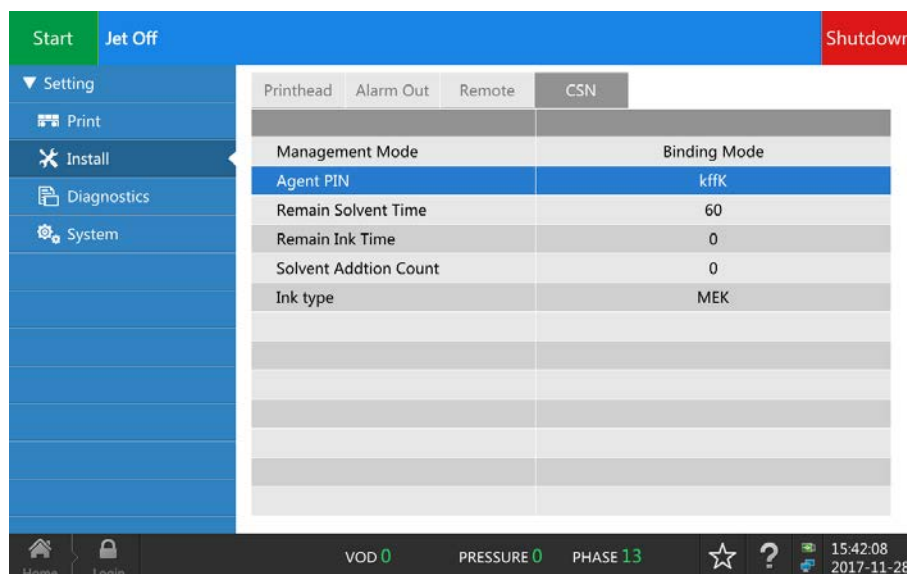 Start Jet Off Shutdown
Setting
Print
Install
Diagnostics
System
Printhead Alarm Out Remote CSN
Management Mode Binding Mode
Agent PIN kffK
Remain Solvent Time 60
Remain Ink Time 0
Solvent Addtion Count 0
Ink type MEK
Home Login VOD 0 PRESSURE 0 PHASE 13 ? 15:42:08
2017-11-28